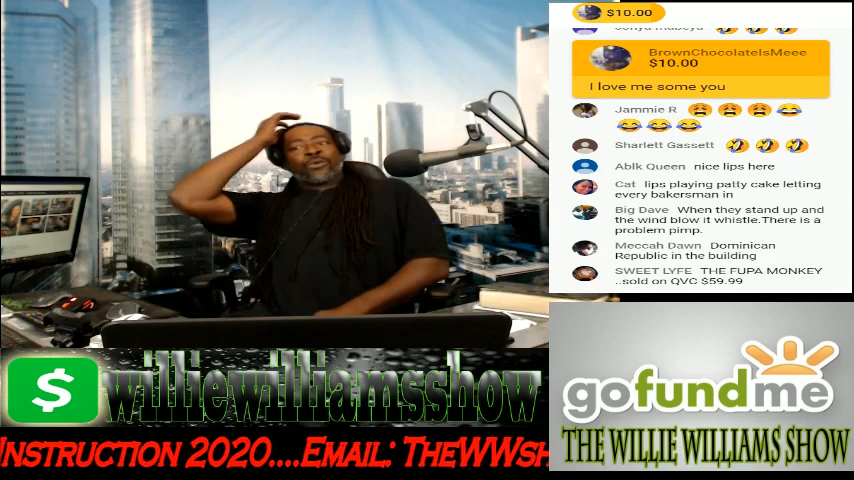 $10.00
BrownChocolateIsMeee
$10.00
I love me some you
Jammie R
Sharlett Gassett
Ablk Queen nice lips here
Cat lips playing patty cake letting
every bakersman in
Big Dave When they stand up and
the wind blow it whistle.There is a
problem pimp.
Meccah Dawn Dominican
Republic in the building
SWEET LYFE THE FUPA MONKEY
..sold on QVC $59.99
$ williewilliamsshow
Instruction 2020....Email: TheWWsh
gofundme
THE WILLIE WILLIAMS SHOW